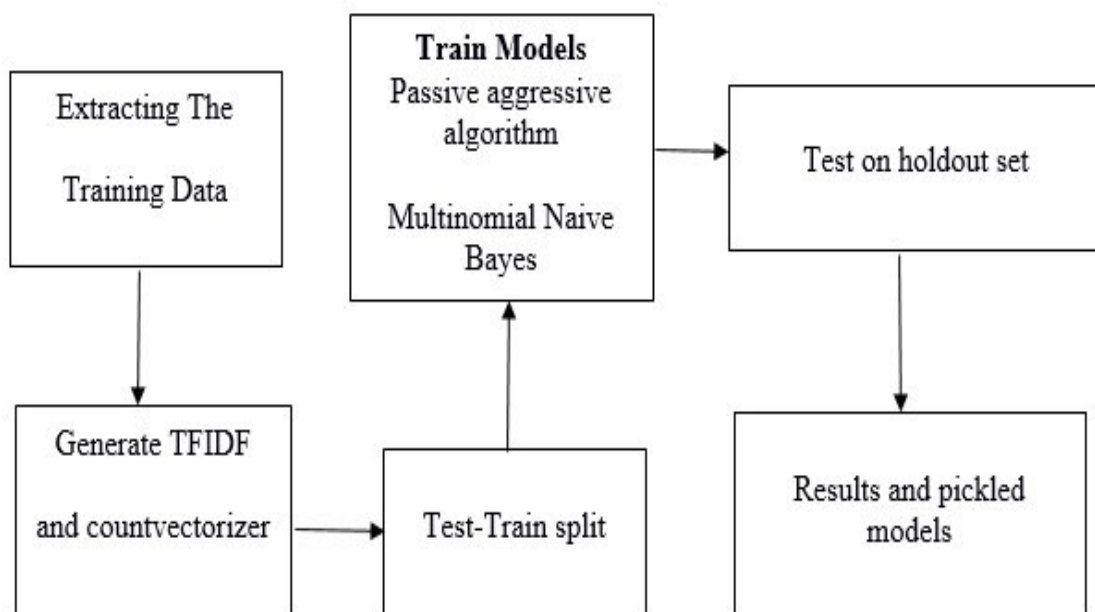 Extracting The
Training Data
Generate TFIDF
and countvectorizer
Test-Train split
Train Models
Passive aggressive
algorithm
Multinomial Naive
Bayes
Test on holdout set
Results and pickled
models